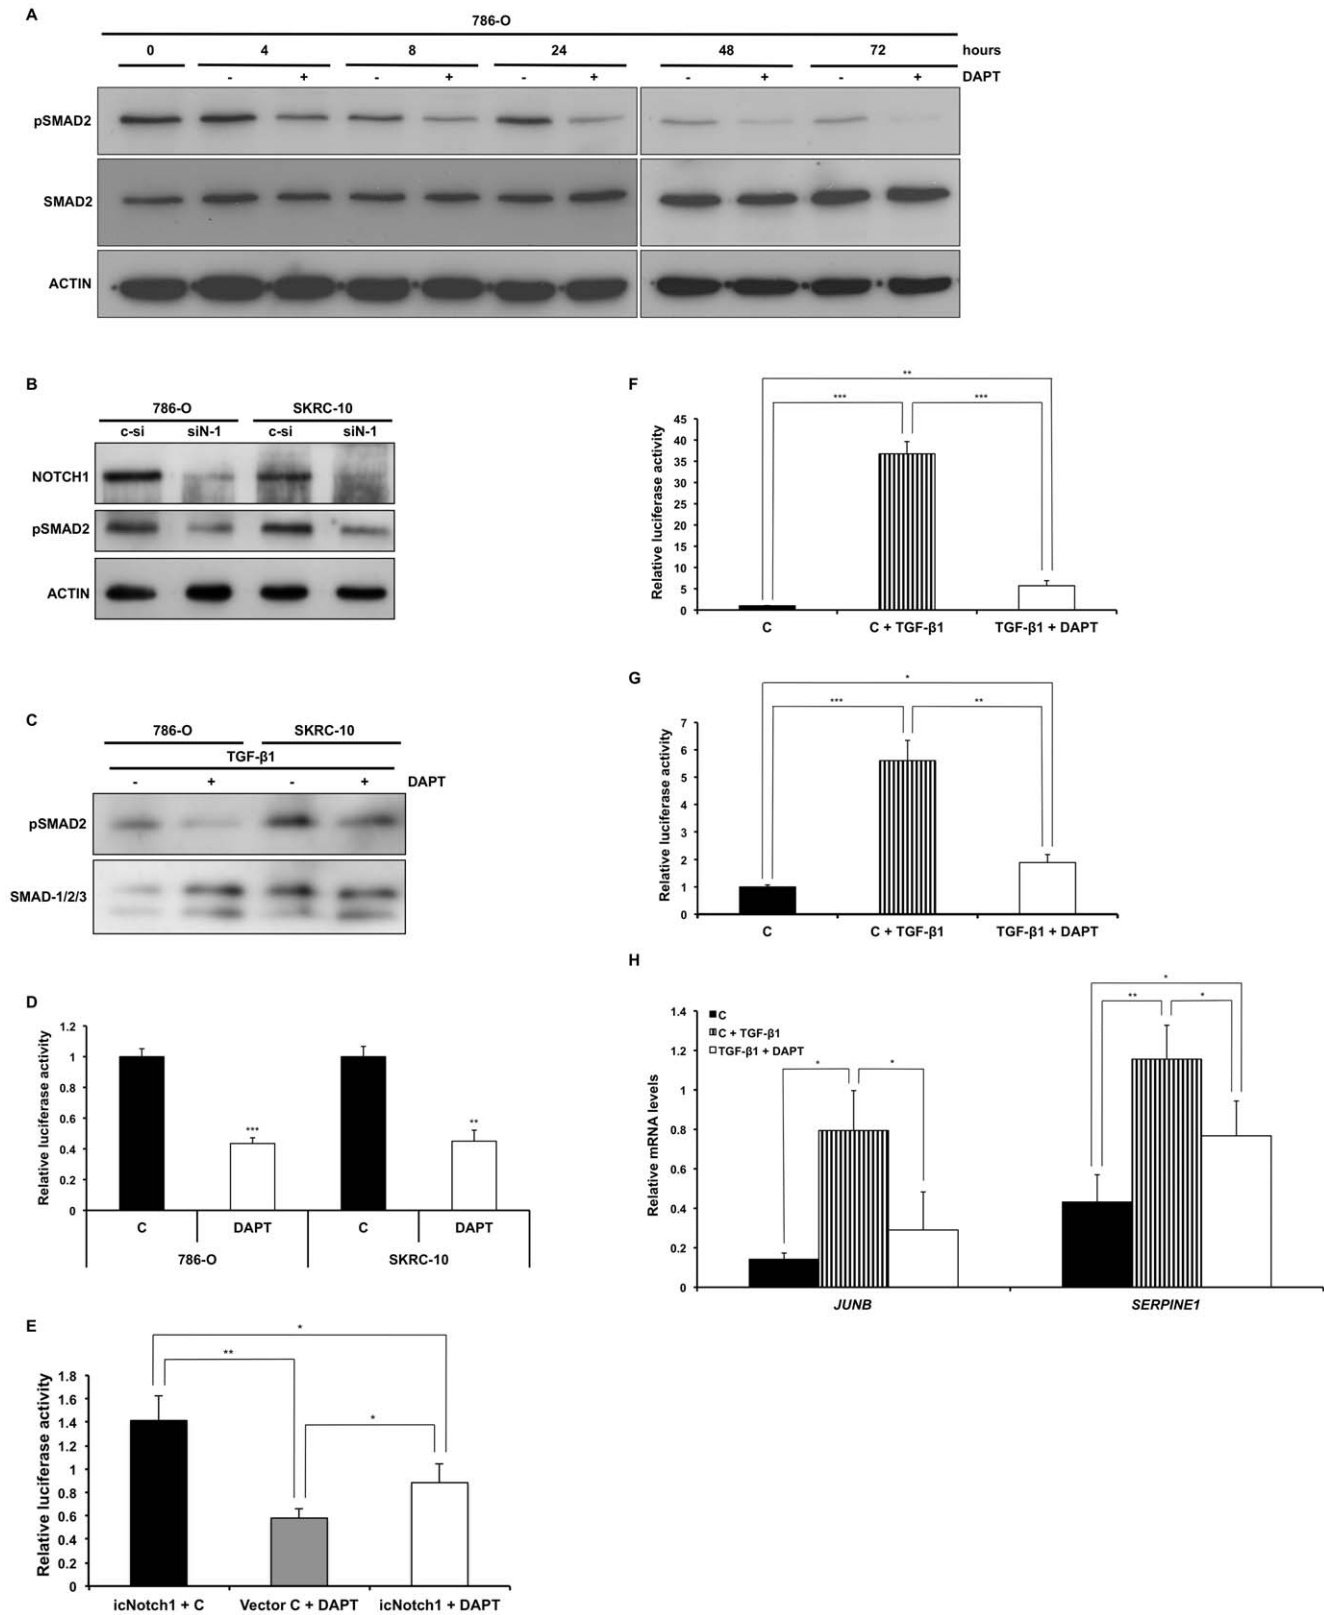 A
786-O
0 4 8 24 48 72 hours
- + - + - + - + - + DAPT
pSMAD2
SMAD2
ACTIN
B
786-O SKRC-10
c-si siN-1 c-si siN-1
NOTCH1
pSMAD2
ACTIN
C
786-O SKRC-10
TGF-β1
- + - + DAPT
pSMAD2
SMAD-1/2/3
D
Relative luciferase activity
1.2
1
0.8
0.6
0.4
0.2
0
***
**
C DAPT C DAPT
786-O SKRC-10
E
Relative luciferase activity
*
**
*
1.8
1.6
1.4
1.2
1
0.8
0.6
0.4
0.2
0
icNotch1 + C Vector C + DAPT icNotch1 + DAPT
F
Relative luciferase activity
**
*** ***
45
40
35
30
25
20
15
10
5
0
C C + TGF-β1 TGF-β1 + DAPT
G
Relative luciferase activity
*
*** **
7
6
5
4
3
2
1
0
C C + TGF-β1 TGF-β1 + DAPT
H
Relative mRNA levels
1.4
1.2
1
0.8
0.6
0.4
0.2
0
C
C + TGF-β1
TGF-β1 + DAPT
* *
*
** *
JUNB SERPINE1